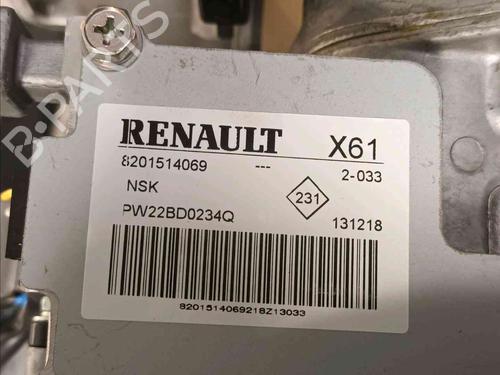 B-PARTS
RENAULT X61
8201514069 --- 2-033
NSK 231
PW22BD0234Q 131218
8201514069218Z13033